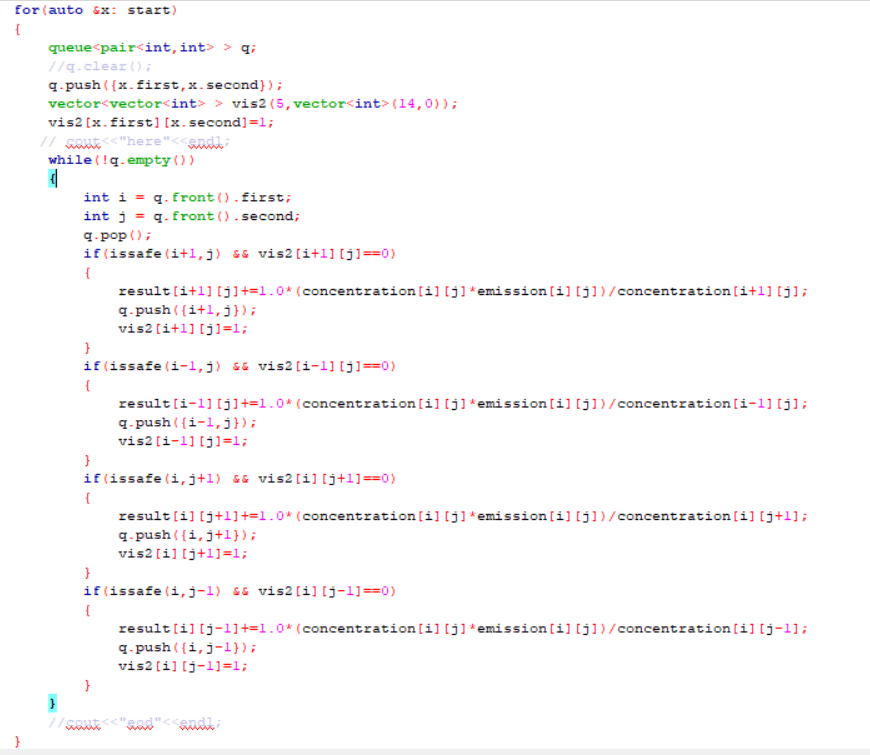 for(auto &x: start)
{
    queue<pair<int,int> > q;
    //q.clear();
    q.push({x.first,x.second});
    vector<vector<int> > vis2(5,vector<int>(14,0));
    vis2[x.first][x.second]=1;
   // cout<<"here"<<endl;
    while(!q.empty())
    {
        int i = q.front().first;
        int j = q.front().second;
        q.pop();
        if(issafe(i+1,j) && vis2[i+1][j]==0)
        {
            result[i+1][j]+=1.0*(concentration[i][j]*emission[i][j])/concentration[i+1][j];
            q.push({i+1,j});
            vis2[i+1][j]=1;
        }
        if(issafe(i-1,j) && vis2[i-1][j]==0)
        {
            result[i-1][j]+=1.0*(concentration[i][j]*emission[i][j])/concentration[i-1][j];
            q.push({i-1,j});
            vis2[i-1][j]=1;
        }
        if(issafe(i,j+1) && vis2[i][j+1]==0)
        {
            result[i][j+1]+=1.0*(concentration[i][j]*emission[i][j])/concentration[i][j+1];
            q.push({i,j+1});
            vis2[i][j+1]=1;
        }
        if(issafe(i,j-1) && vis2[i][j-1]==0)
        {
            result[i][j-1]+=1.0*(concentration[i][j]*emission[i][j])/concentration[i][j-1];
            q.push({i,j-1});
            vis2[i][j-1]=1;
        }
    }
    //cout<<"eod"<<endl;
}